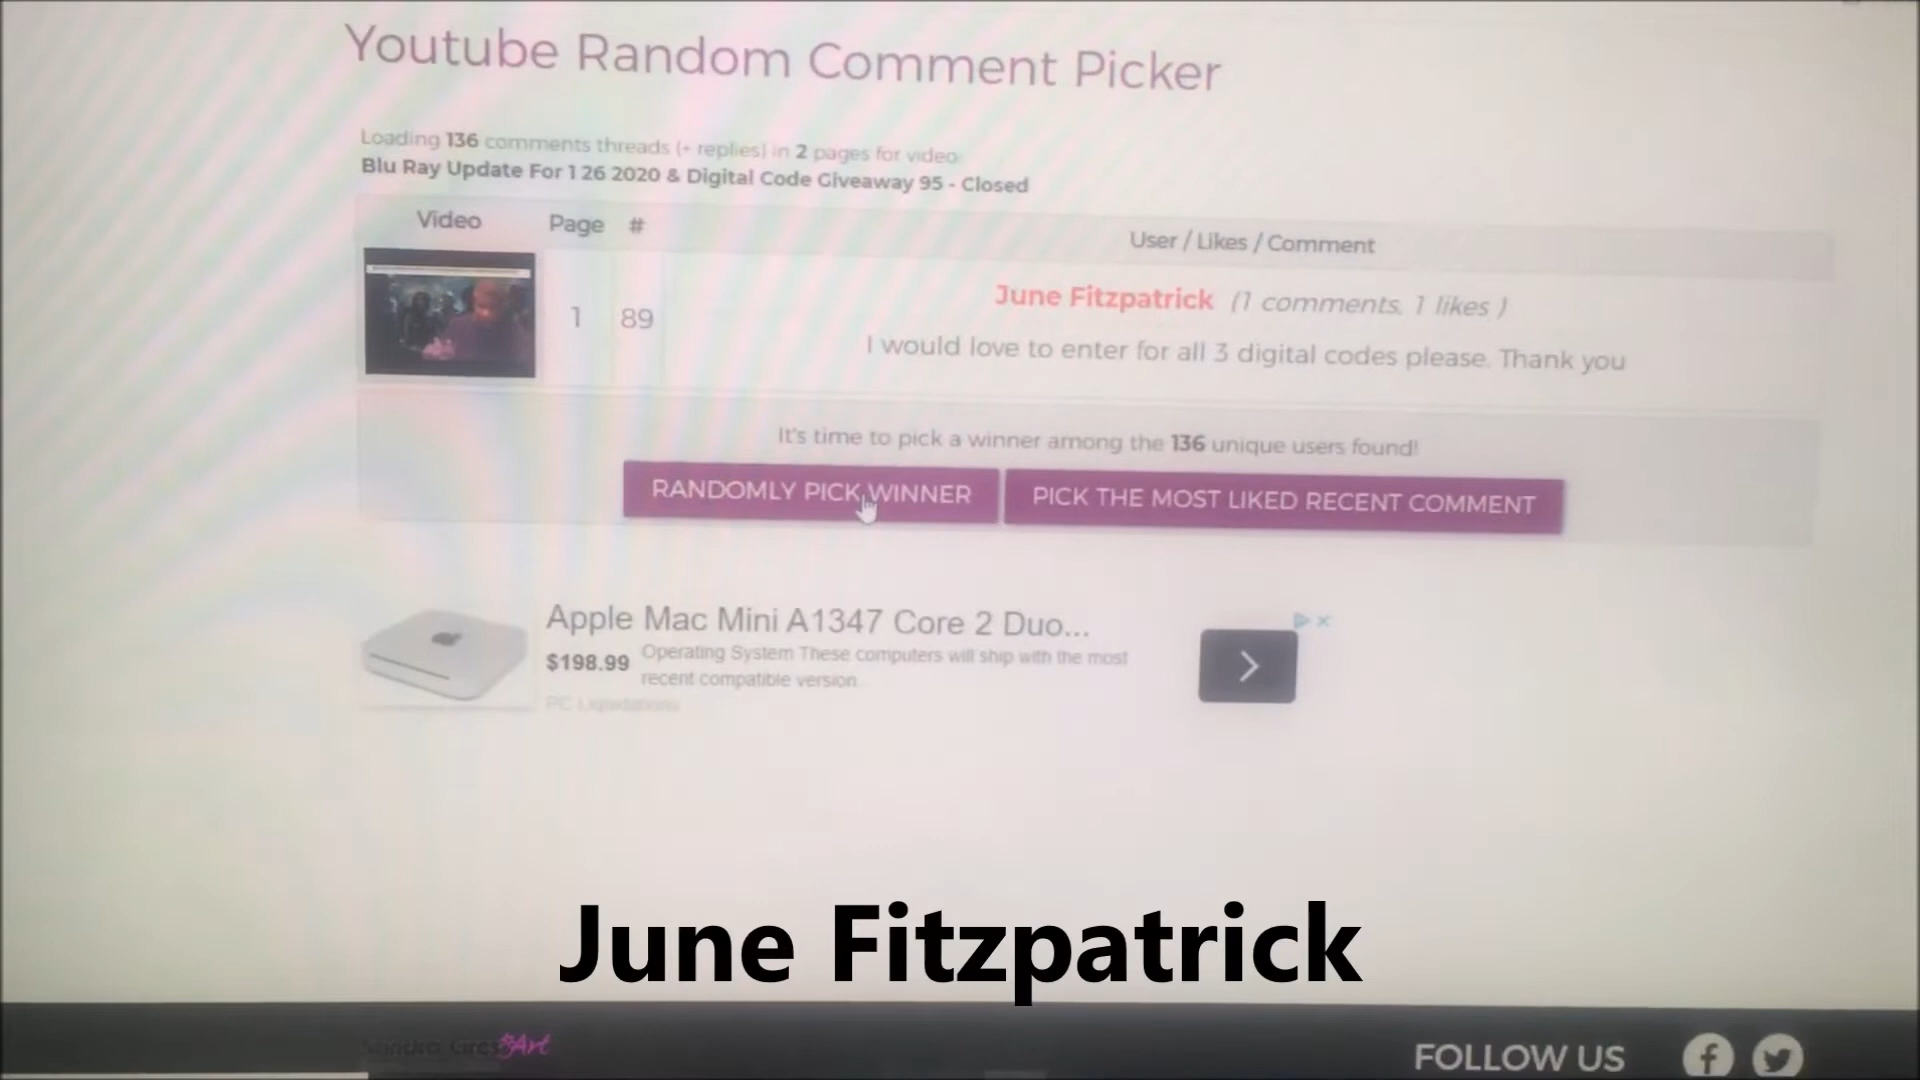 Youtube Random Comment Picker
Loading 136 comments threads (+ replies) in 2 pages for video:
Blu Ray Update For 1 26 2020 & Digital Code Giveaway 95 - Closed
Video Page # User / Likes / Comment
1 89 June Fitzpatrick (1 comments, 1 likes )
I would love to enter for all 3 digital codes please. Thank you
It's time to pick a winner among the 136 unique users found!
RANDOMLY PICK WINNER PICK THE MOST LIKED RECENT COMMENT
Apple Mac Mini A1347 Core 2 Duo...
$198.99 Operating System These computers will ship with the most
recent compatible version.
PC Liquidations
June Fitzpatrick
Art
FOLLOW US